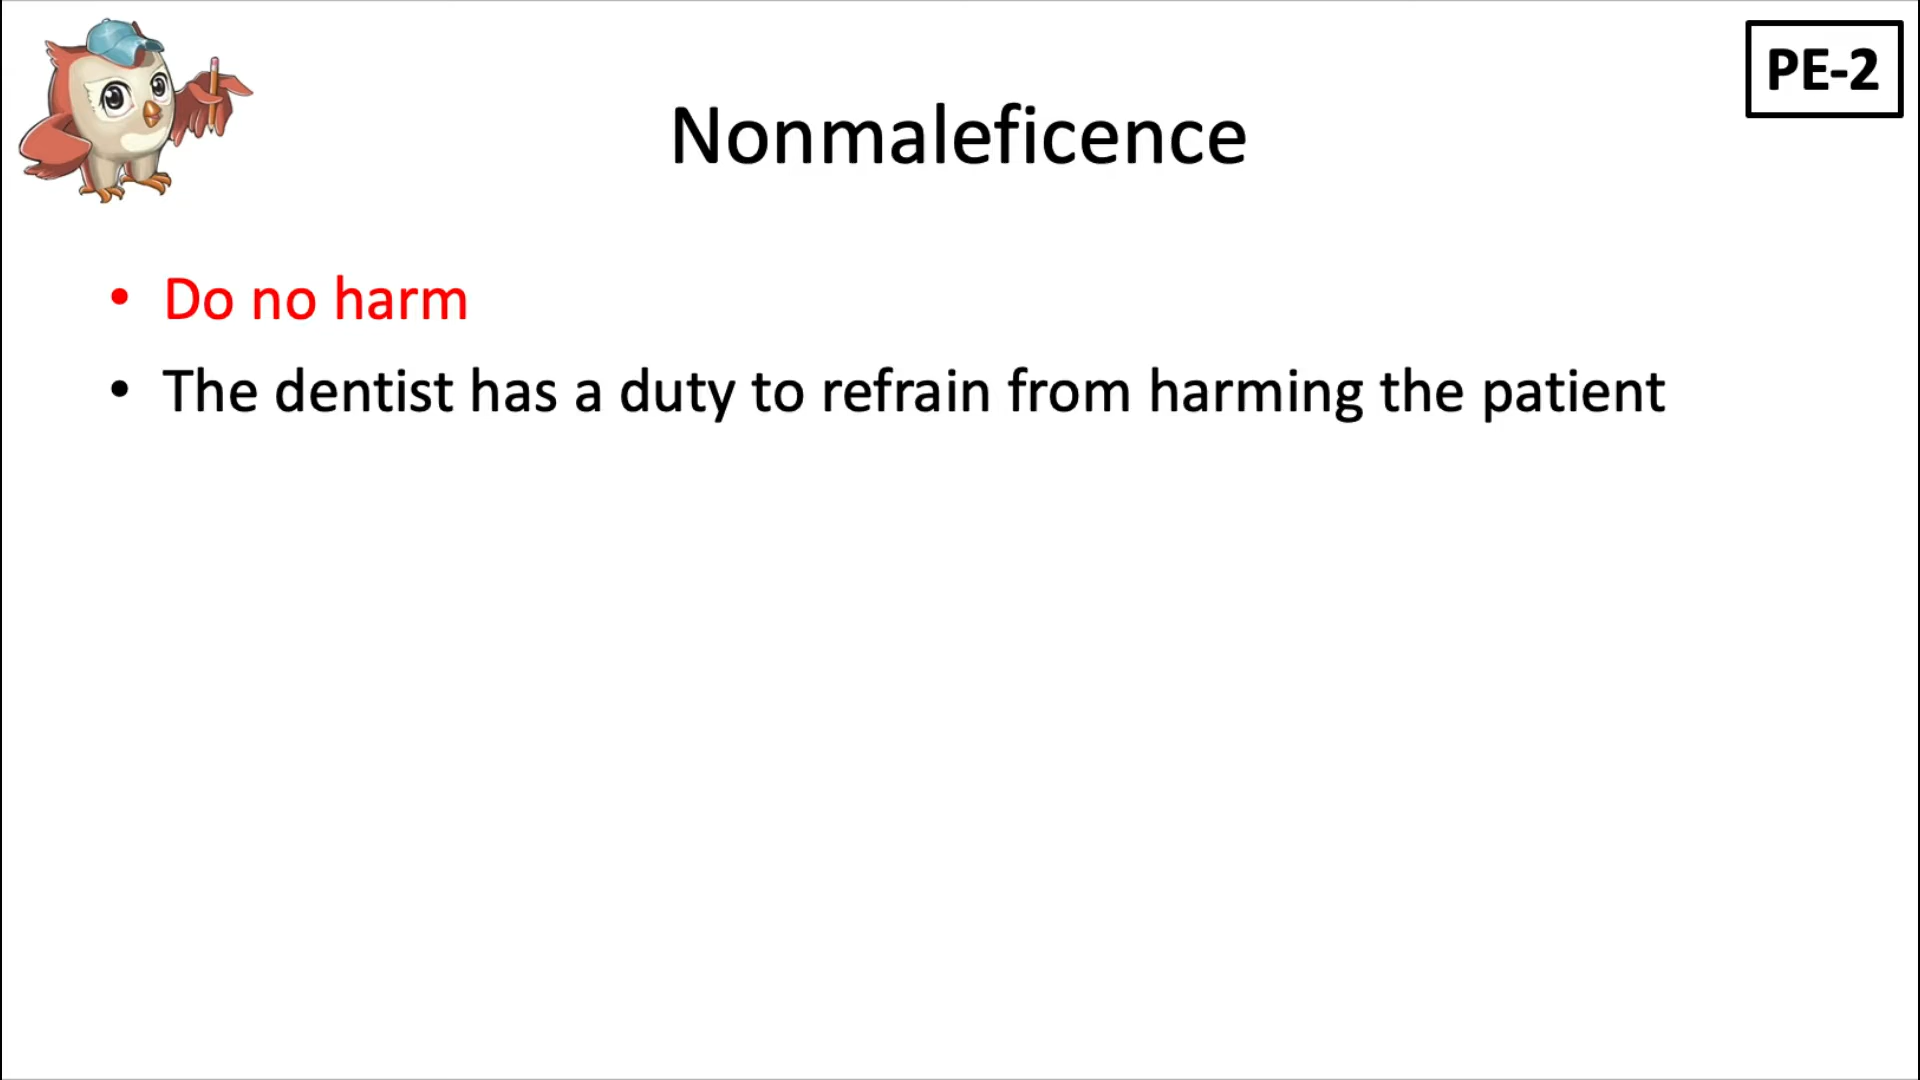 PE-2
Nonmaleficence
• Do no harm
• The dentist has a duty to refrain from harming the patient